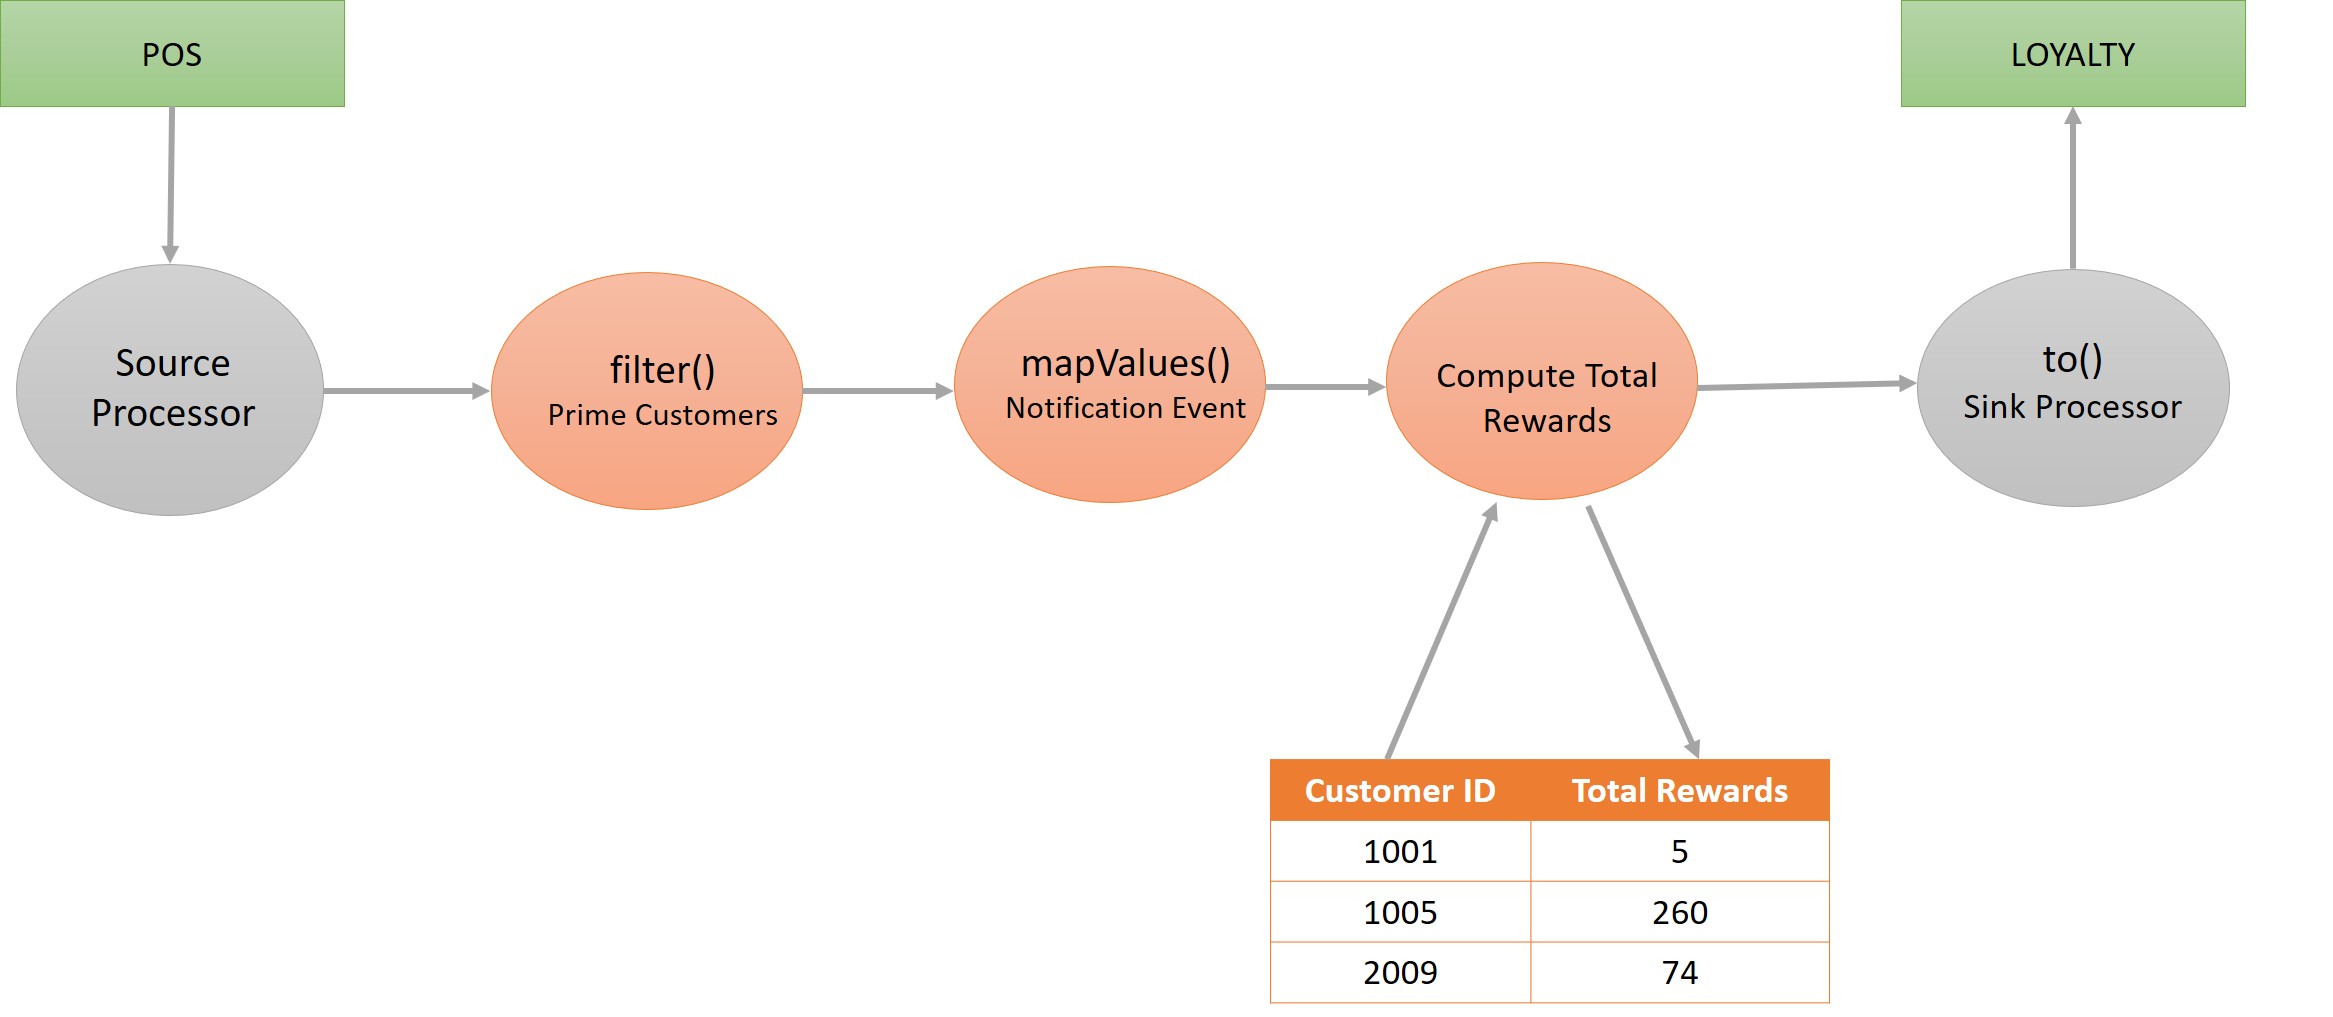 POS
LOYALTY
Source
Processor
filter()
Prime Customers
mapValues()
Notification Event
Compute Total
Rewards
to()
Sink Processor
Customer ID Total Rewards
1001 5
1005 260
2009 74